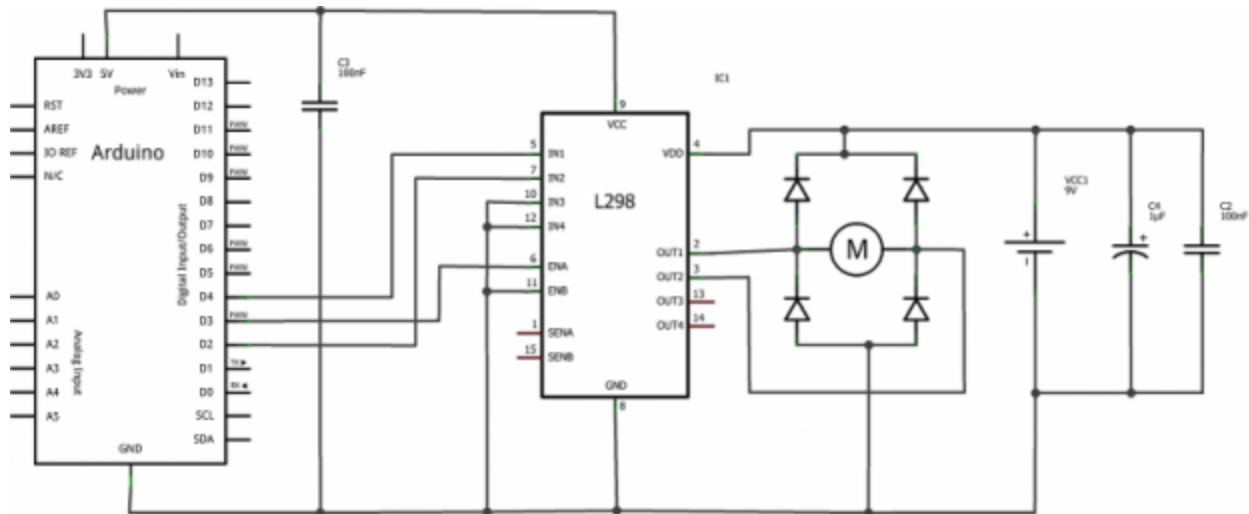 3V3 5V Vin
Power
RST
AREF
IO REF
N/C
Arduino
D13
D12
D11 PWM
D10 PWM
D9 PWM
D8
D7
D6 PWM
D5 PWM
D4
D3 PWM
D2
D1 TX▶
D0 RX◀
SCL
SDA
Digital Input/Output
A0
A1
A2
A3
A4
A5
Analog Input
GND
C3
100nF
IC1
9
VCC
5 IN1
7 IN2
10 IN3
12 IN4
6 ENA
11 ENB
1 SENA
15 SENB
L298
VDD 4
OUT1 2
OUT2 3
OUT3 13
OUT4 14
GND
8
M
VCC1
9V
+
-
C4
1µF
+
C2
100nF